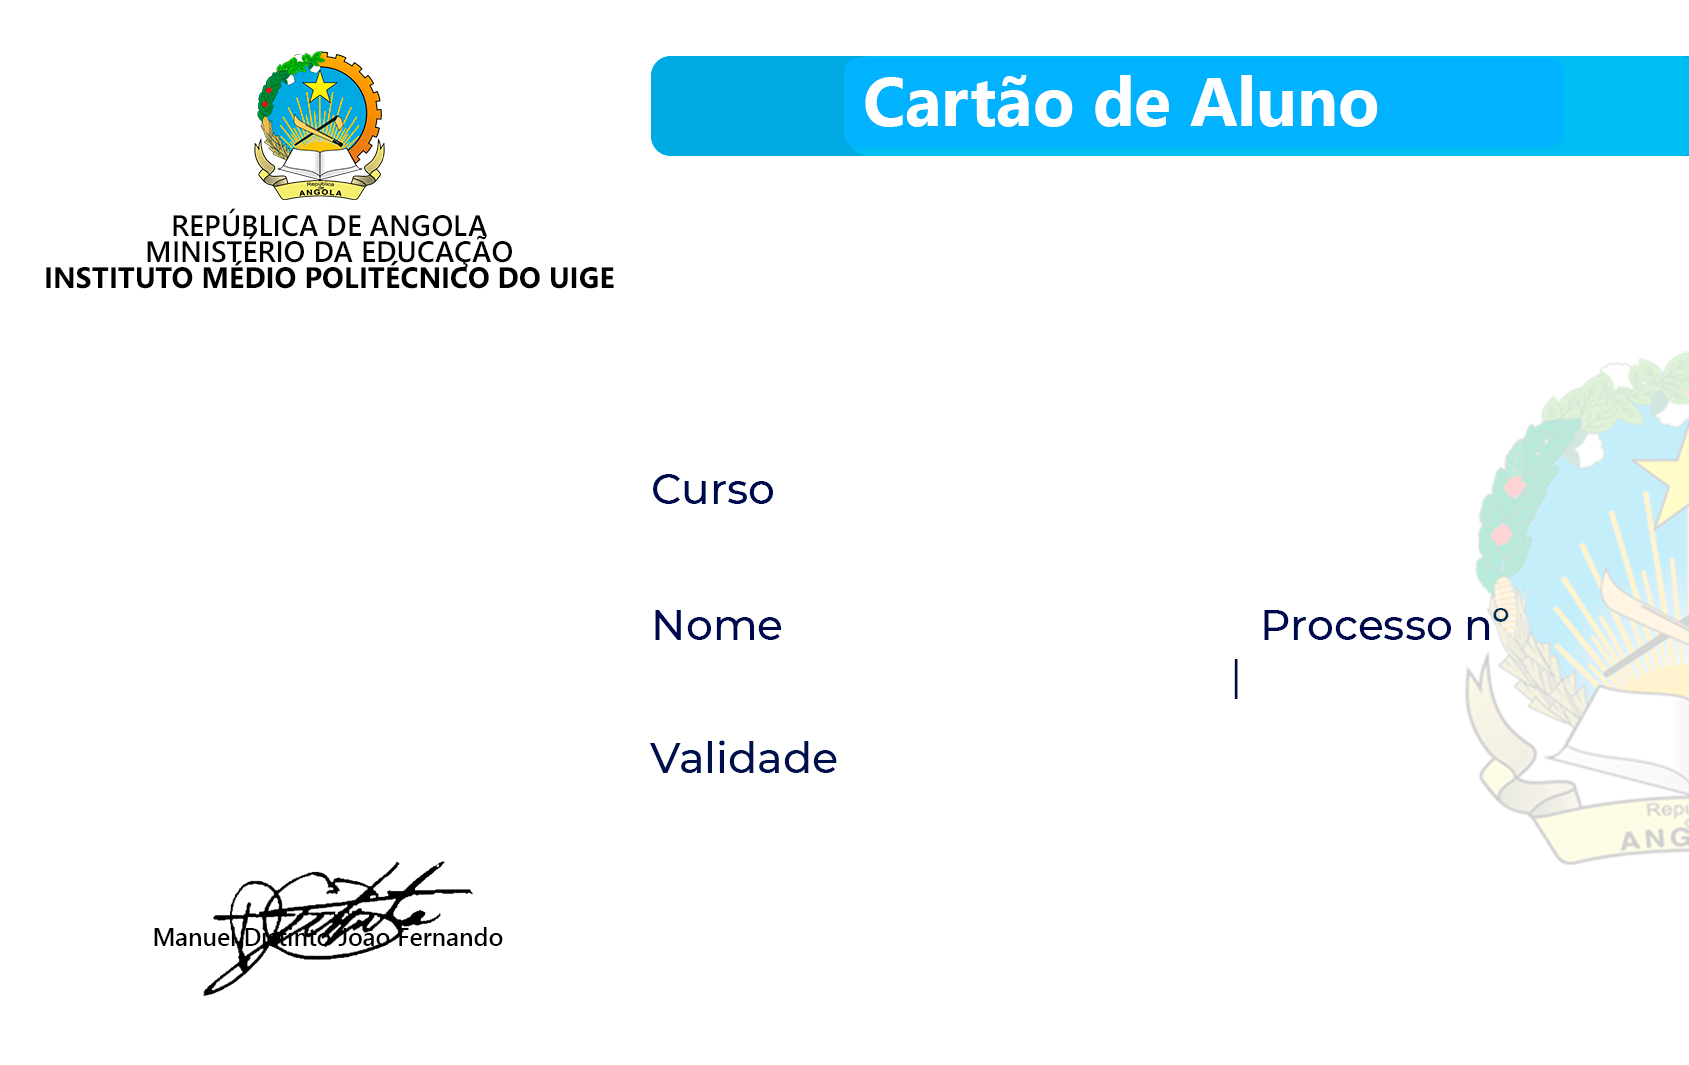 Cartão de Aluno
República
de
ANGOLA
REPÚBLICA DE ANGOLA
MINISTÉRIO DA EDUCAÇÃO
INSTITUTO MÉDIO POLITÉCNICO DO UIGE
Curso
Nome
Processo nº
|
Validade
Repú
ANG
Manuel Distinto João Fernando